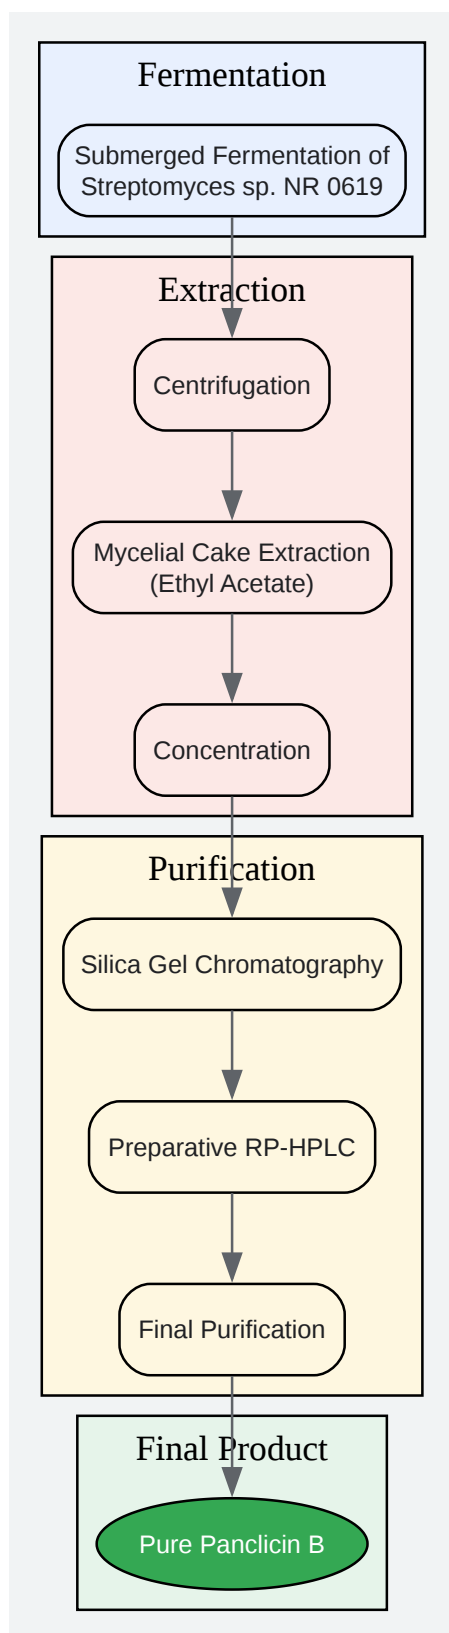 Fermentation
Submerged Fermentation of
Streptomyces sp. NR 0619
Extraction
Centrifugation
Mycelial Cake Extraction
(Ethyl Acetate)
Concentration
Purification
Silica Gel Chromatography
Preparative RP-HPLC
Final Purification
Final Product
Pure Panclicin B